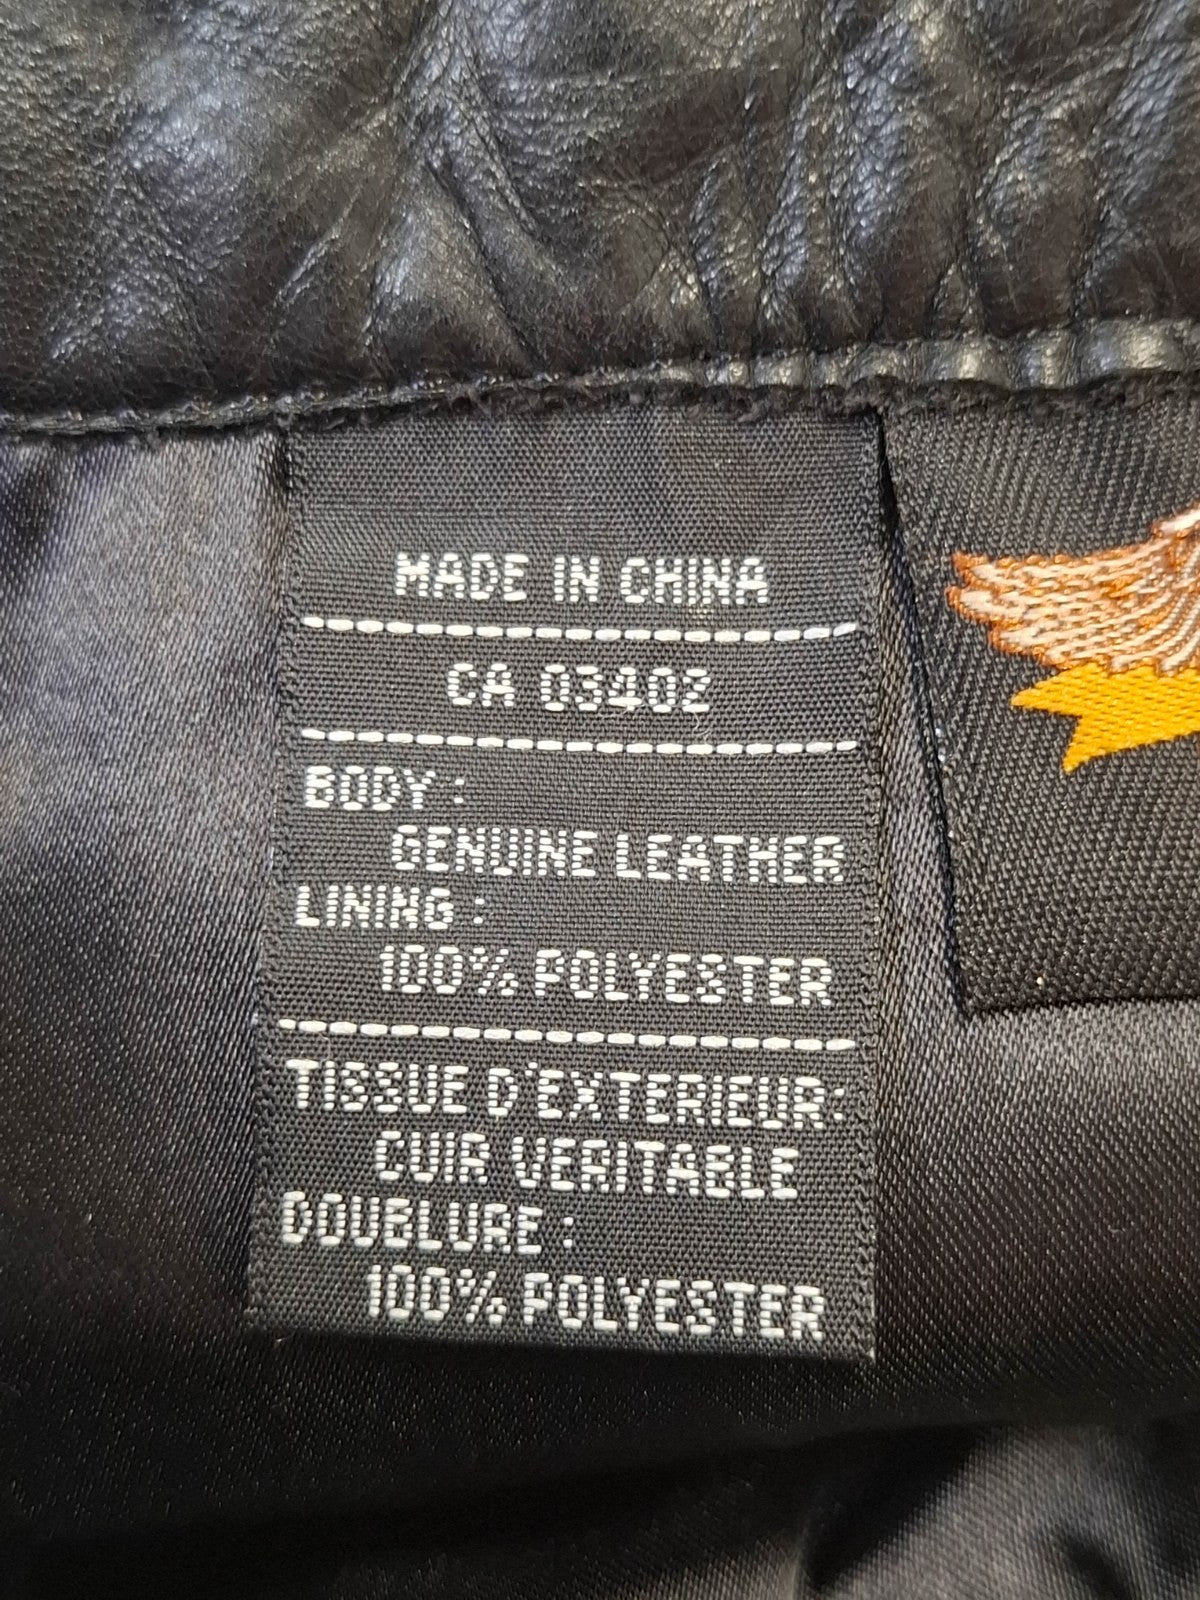 MADE IN CHINA
CA 03402
BODY :
GENUINE LEATHER
LINING :
100% POLYESTER
TISSUE D'EXTERIEUR:
CUIR VERITABLE
DOUBLURE :
100% POLYESTER